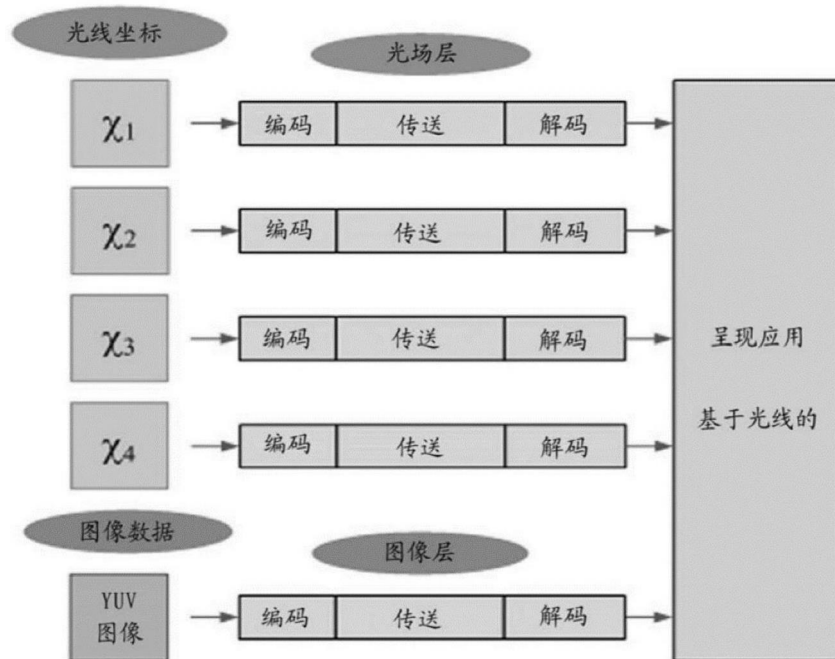 光线坐标
光场层
χ1
编码 传送 解码
χ2
编码 传送 解码
χ3
编码 传送 解码
χ4
编码 传送 解码
呈现应用
基于光线的
图像数据
图像层
YUV
图像
编码 传送 解码